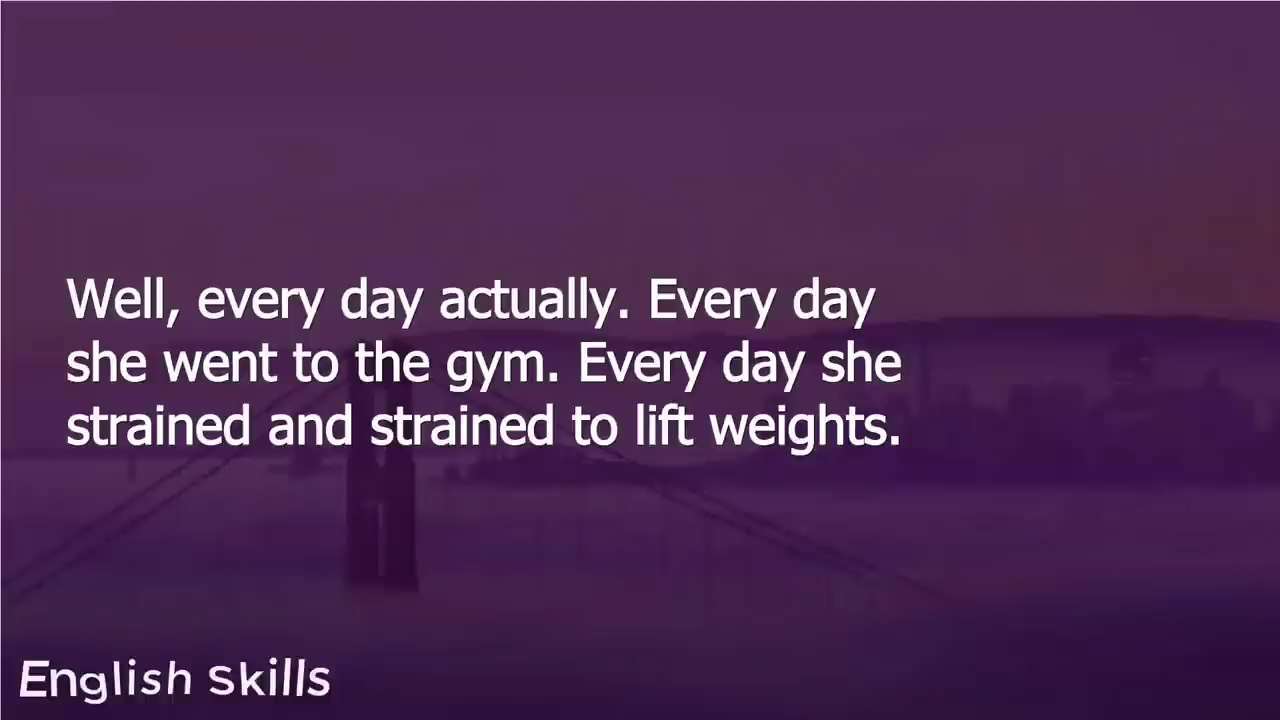 Well, every day actually. Every day
she went to the gym. Every day she
strained and strained to lift weights.
English Skills